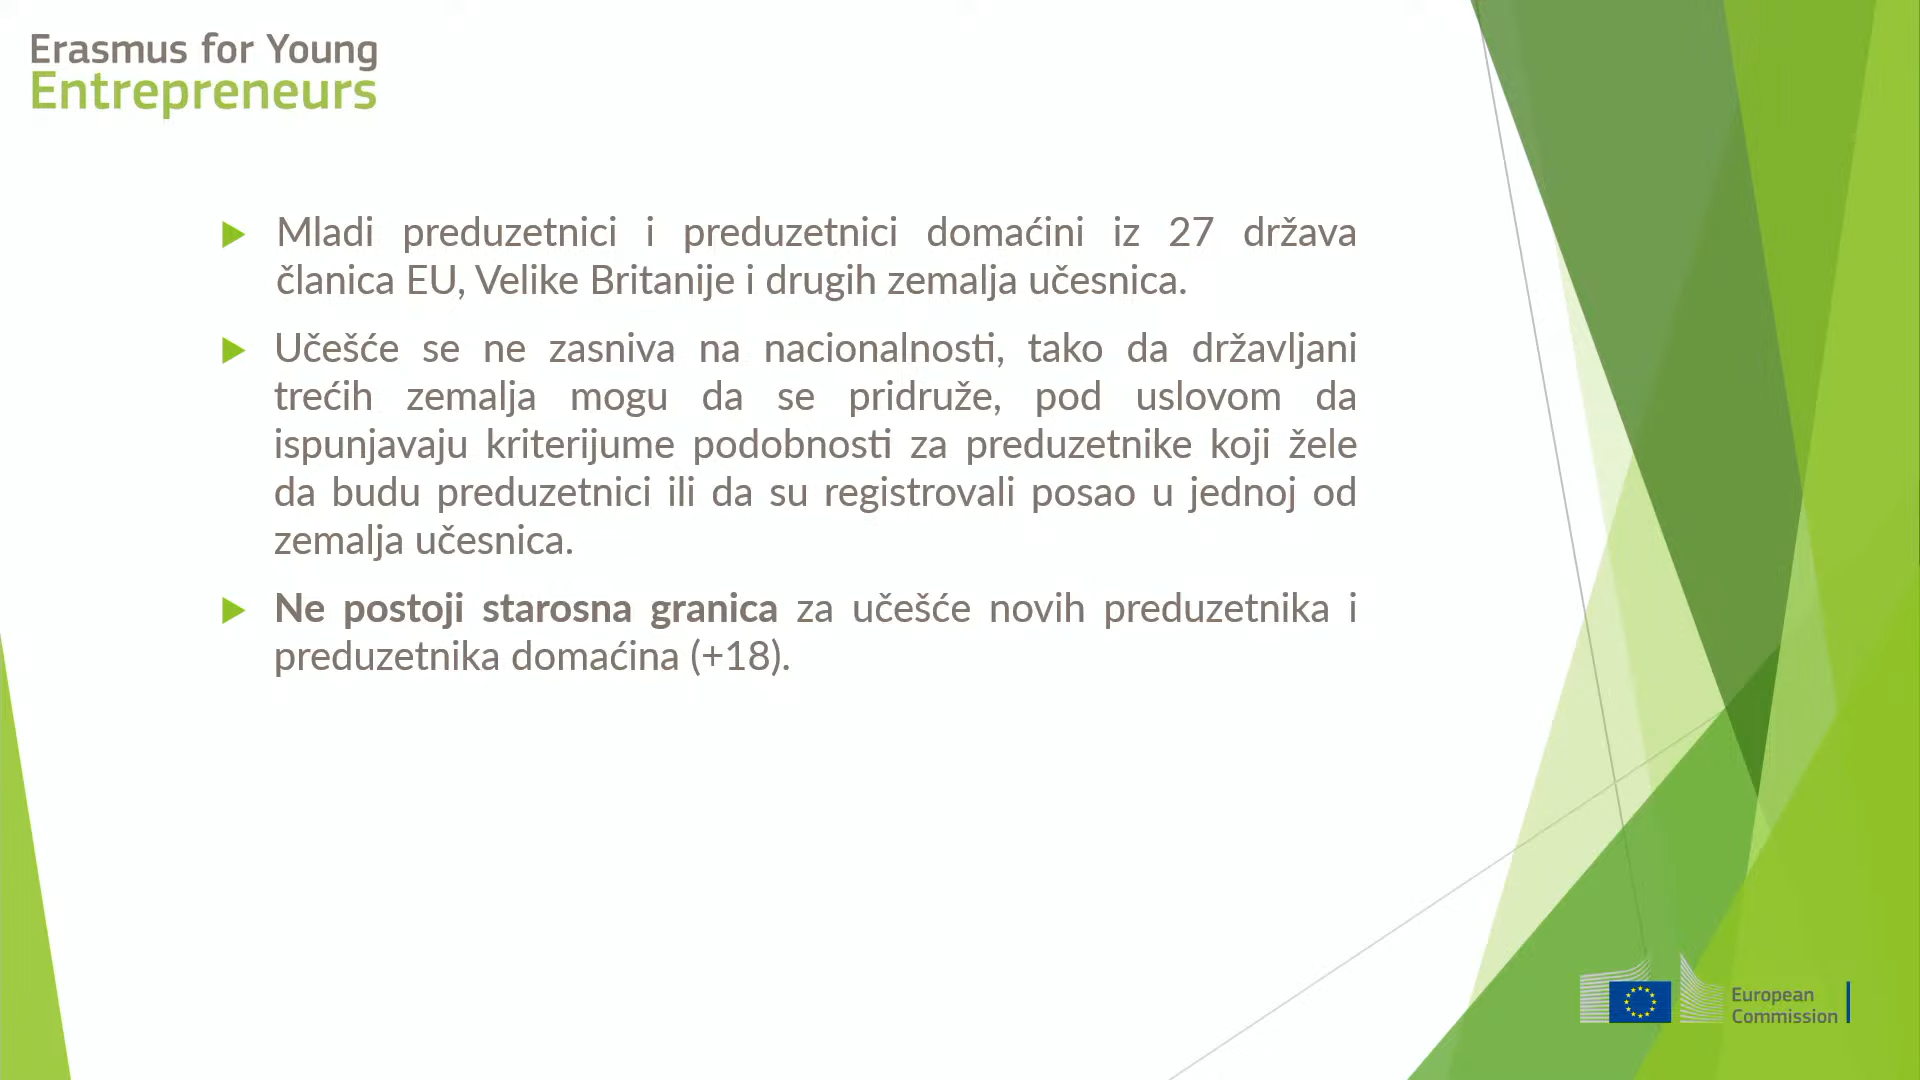 Erasmus for Young
Entrepreneurs
Mladi preduzetnici i preduzetnici domaćini iz 27 država
članica EU, Velike Britanije i drugih zemalja učesnica.
Učešće se ne zasniva na nacionalnosti, tako da državljani
trećih zemalja mogu da se pridruže, pod uslovom da
ispunjavaju kriterijume podobnosti za preduzetnike koji žele
da budu preduzetnici ili da su registrovali posao u jednoj od
zemalja učesnica.
Ne postoji starosna granica za učešće novih preduzetnika i
preduzetnika domaćina (+18).
European
Commission